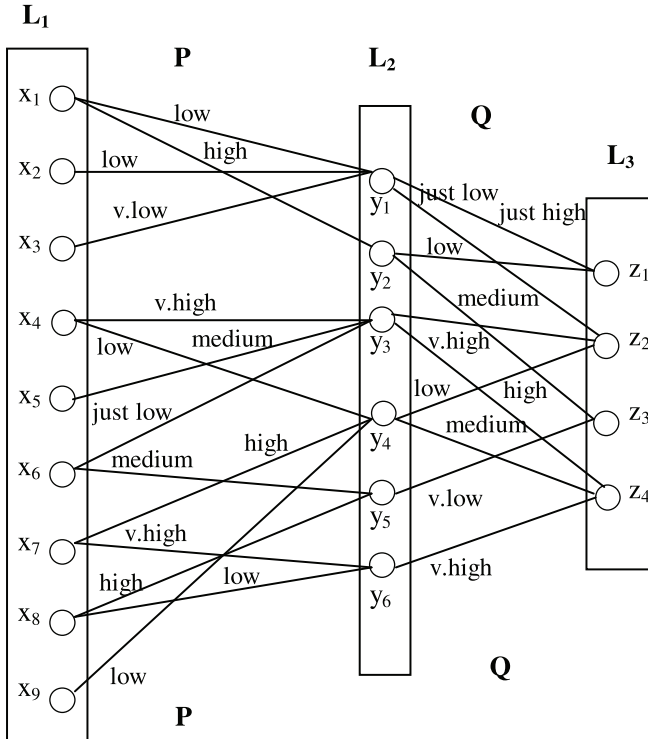 L₁
P
L₂
Q
L₃
x₁
low
high
x₂
low
y₁
just low
just high
x₃
v.low
y₂
low
z₁
x₄
v.high
low
medium
y₃
medium
v.high
z₂
x₅
just low
low
high
z₃
x₆
medium
high
y₄
medium
z₄
x₇
v.high
y₅
v.low
high
low
y₆
v.high
x₈
x₉
low
P
Q